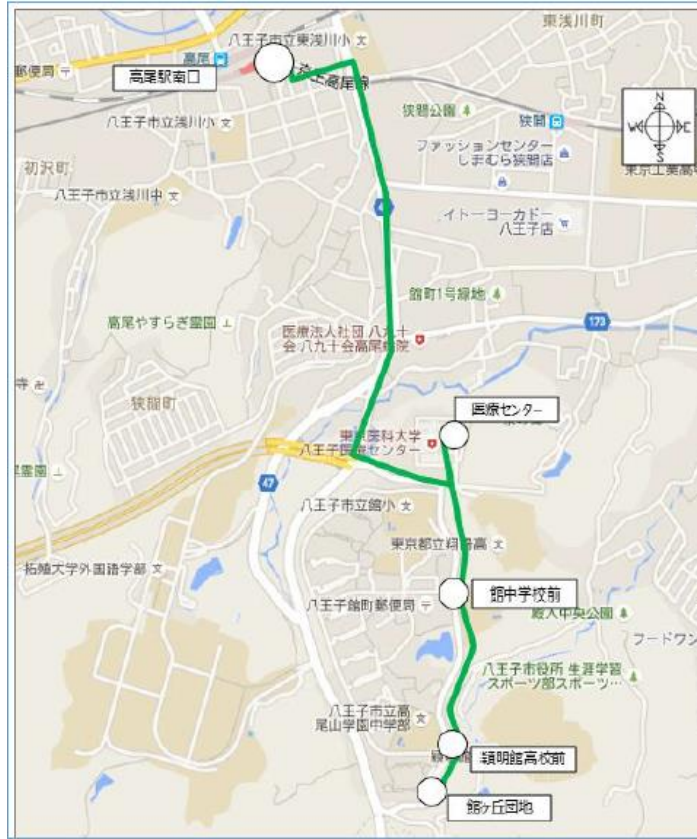 東浅川町
八王子市立東浅川小
高尾
郵便局
高尾駅南口
京王高尾線
狭間公園
狭間
八王子市立浅川小
ファッションセンター
しまむら狭間店
N
W E
S
初沢町
八王子市立浅川中
イトーヨーカドー
八王子店
館町1号緑地
高尾やすらぎ霊園
173
医療法人社団 八九十
会 八九十会高尾病院
寺
狭間町
医療センター
東京医科大学
八王子医療センター
霊園
47
八王子市立館小
東京都立翔陽高
拓殖大学外国語学部
館中学校前
八王子館町郵便局
殿入中央公園
フードワン
八王子市役所 生涯学習
スポーツ部スポーツ…
八王子市立高
尾山学園中学部
穎明館高校前
館ヶ丘団地